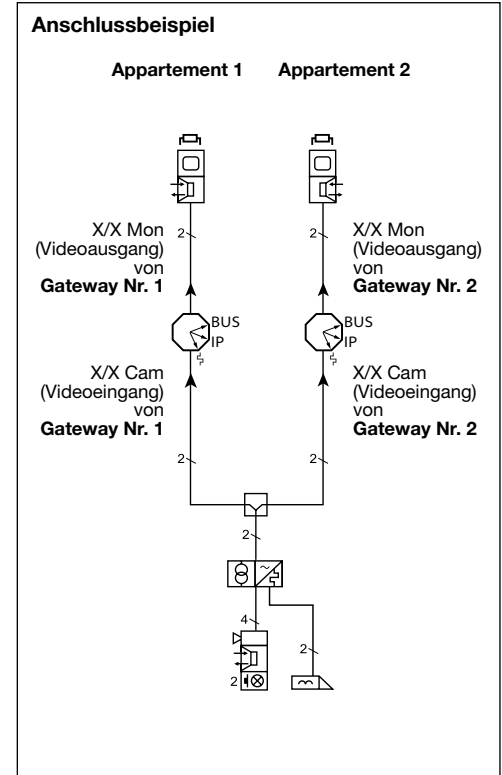 Anschlussbeispiel
Appartement 1 Appartement 2
2
X/X Mon
(Videoausgang)
von
Gateway Nr. 1
2
X/X Mon
(Videoausgang)
von
Gateway Nr. 2
BUS
IP
BUS
IP
X/X Cam
(Videoeingang)
von
Gateway Nr. 1
2
X/X Cam
(Videoeingang)
von
Gateway Nr. 2
2
2
4
2
2